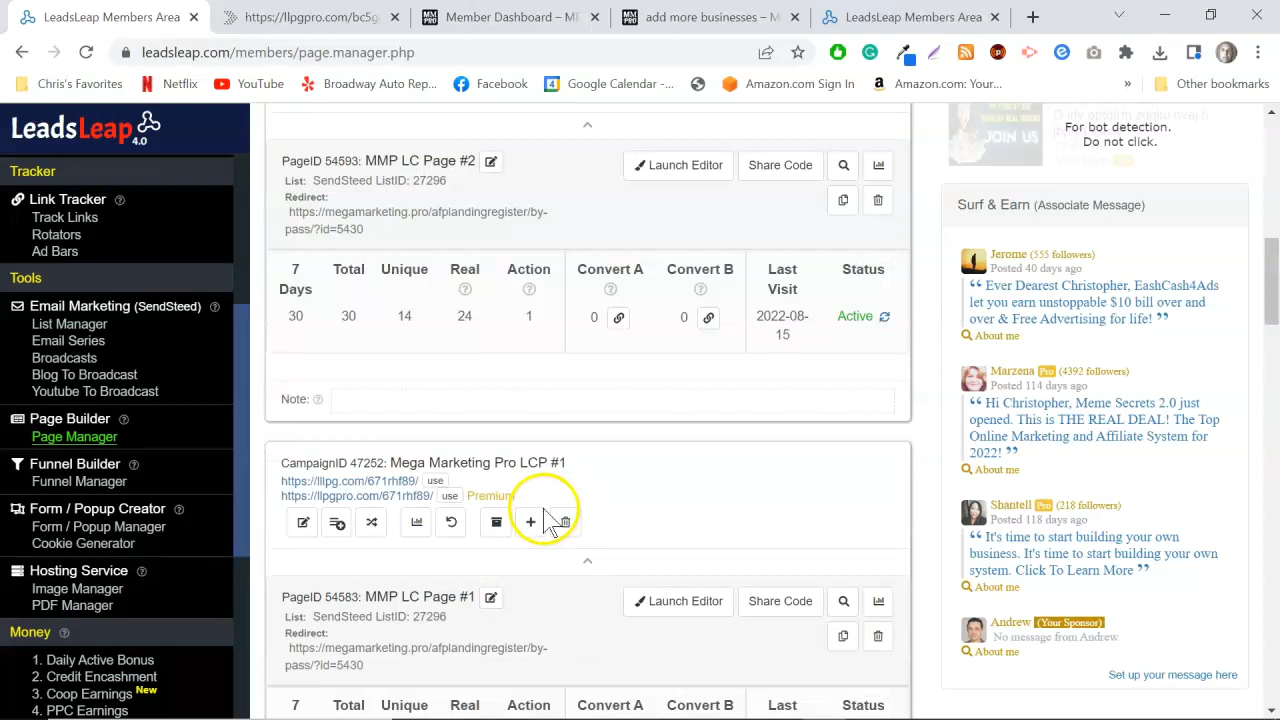 LeadsLeap Members Area
https://llpgpro.com/bc5g
Member Dashboard – ME
add more businesses – M
LeadsLeap Members Area
leadsleap.com/members/page.manager.php
Chris's Favorites
Netflix
YouTube
Broadway Auto Rep...
Facebook
Google Calendar -...
Amazon.com Sign In
Amazon.com: Your...
»
Other bookmarks
LeadsLeap 4.0
Tracker
Link Tracker
Track Links
Rotators
Ad Bars
Tools
Email Marketing (SendSteed)
List Manager
Email Series
Broadcasts
Blog To Broadcast
Youtube To Broadcast
Page Builder
Page Manager
Funnel Builder
Funnel Manager
Form / Popup Creator
Form / Popup Manager
Cookie Generator
Hosting Service
Image Manager
PDF Manager
Money
1. Daily Active Bonus
2. Credit Encashment
3. Coop Earnings New
4. PPC Earnings
PageID 54593: MMP LC Page #2
Launch Editor
Share Code
List: SendSteed ListID: 27296
Redirect:
https://megamarketing.pro/afplandingregister/by-
pass/?id=5430
7 Days Total Unique Real Action Convert A Convert B Last Visit Status
30 30 14 24 1 0 0 2022-08-15 Active
Note:
CampaignID 47252: Mega Marketing Pro LCP #1
https://lllpg.com/671rhf89/ use
https://llpgpro.com/671rhf89/ use Premium
PageID 54583: MMP LC Page #1
Launch Editor
Share Code
List: SendSteed ListID: 27296
Redirect:
https://megamarketing.pro/afplandingregister/by-
pass/?id=5430
7 Total Unique Real Action Convert A Convert B Last Status
JOIN US
For bot detection.
Do not click.
Surf & Earn (Associate Message)
Jerome (555 followers)
Posted 40 days ago
“ Ever Dearest Christopher, EashCash4Ads
let you earn unstoppable $10 bill over and
over & Free Advertising for life! ”
About me
Marzena Pro (4392 followers)
Posted 114 days ago
“ Hi Christopher, Meme Secrets 2.0 just
opened. This is THE REAL DEAL! The Top
Online Marketing and Affiliate System for
2022! ”
About me
Shantell Pro (218 followers)
Posted 118 days ago
“ It's time to start building your own
business. It's time to start building your own
system. Click To Learn More ”
About me
Andrew (Your Sponsor)
No message from Andrew
About me
Set up your message here